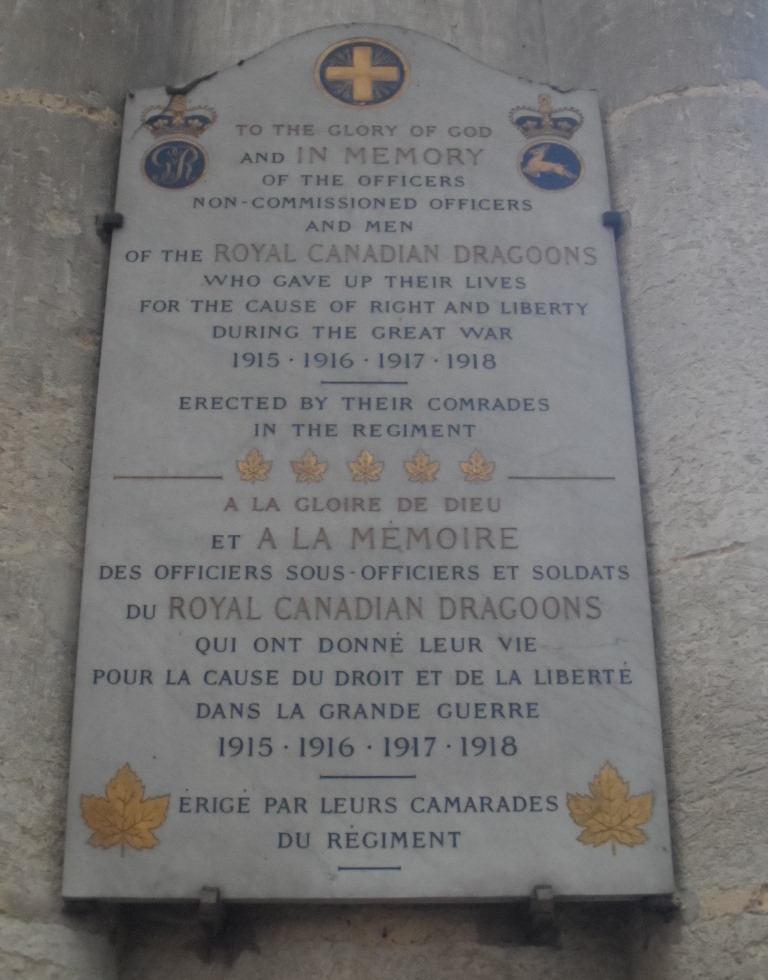 TO THE GLORY OF GOD
AND IN MEMORY
OF THE OFFICERS
NON-COMMISSIONED OFFICERS
AND MEN
OF THE ROYAL CANADIAN DRAGOONS
WHO GAVE UP THEIR LIVES
FOR THE CAUSE OF RIGHT AND LIBERTY
DURING THE GREAT WAR
1915 · 1916 · 1917 · 1918
ERECTED BY THEIR COMRADES
IN THE REGIMENT
A LA GLOIRE DE DIEU
ET A LA MÉMOIRE
DES OFFICIERS SOUS-OFFICIERS ET SOLDATS
DU ROYAL CANADIAN DRAGOONS
QUI ONT DONNÉ LEUR VIE
POUR LA CAUSE DU DROIT ET DE LA LIBERTÉ
DANS LA GRANDE GUERRE
1915 · 1916 · 1917 · 1918
ÉRIGÉ PAR LEURS CAMARADES
DU RÉGIMENT